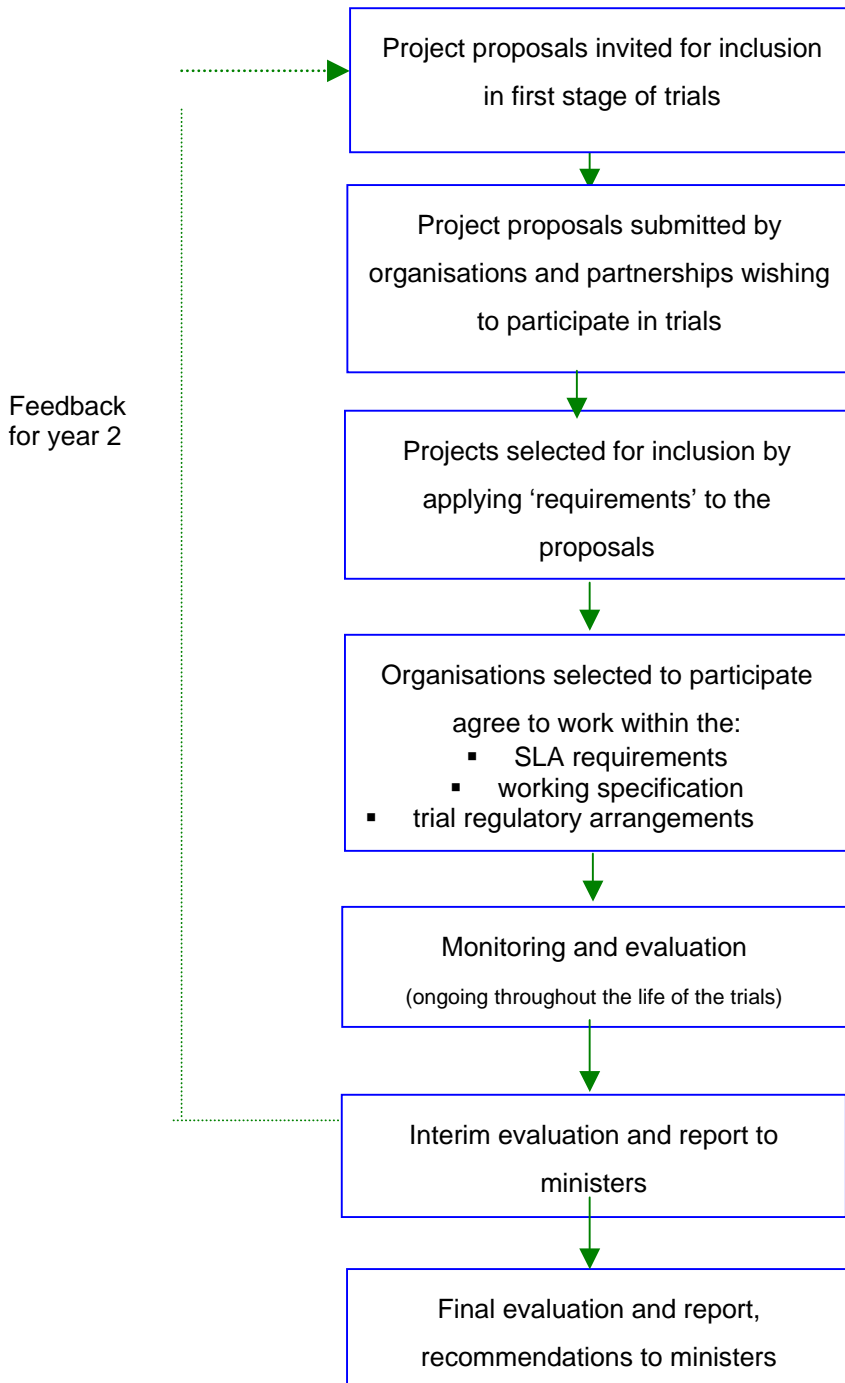 Project proposals invited for inclusion
in first stage of trials
Project proposals submitted by
organisations and partnerships wishing
to participate in trials
Feedback
for year 2
Projects selected for inclusion by
applying ‘requirements’ to the
proposals
Organisations selected to participate
agree to work within the:
▪ SLA requirements
▪ working specification
▪ trial regulatory arrangements
Monitoring and evaluation
(ongoing throughout the life of the trials)
Interim evaluation and report to
ministers
Final evaluation and report,
recommendations to ministers